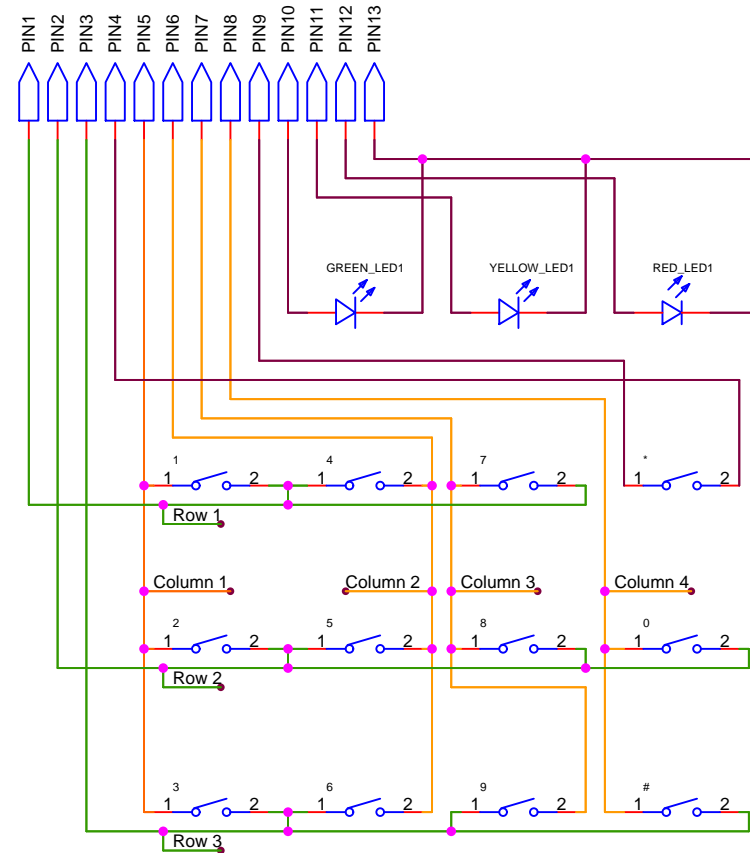 PIN1 PIN2 PIN3 PIN4 PIN5 PIN6 PIN7 PIN8 PIN9 PIN10 PIN11 PIN12 PIN13
GREEN_LED1 YELLOW_LED1 RED_LED1
1 4 7 *
1 2 1 2 1 2 1 2
Row 1
Column 1 Column 2 Column 3 Column 4
2 5 8 0
1 2 1 2 1 2 1 2
Row 2
3 6 9 #
1 2 1 2 1 2 1 2
Row 3